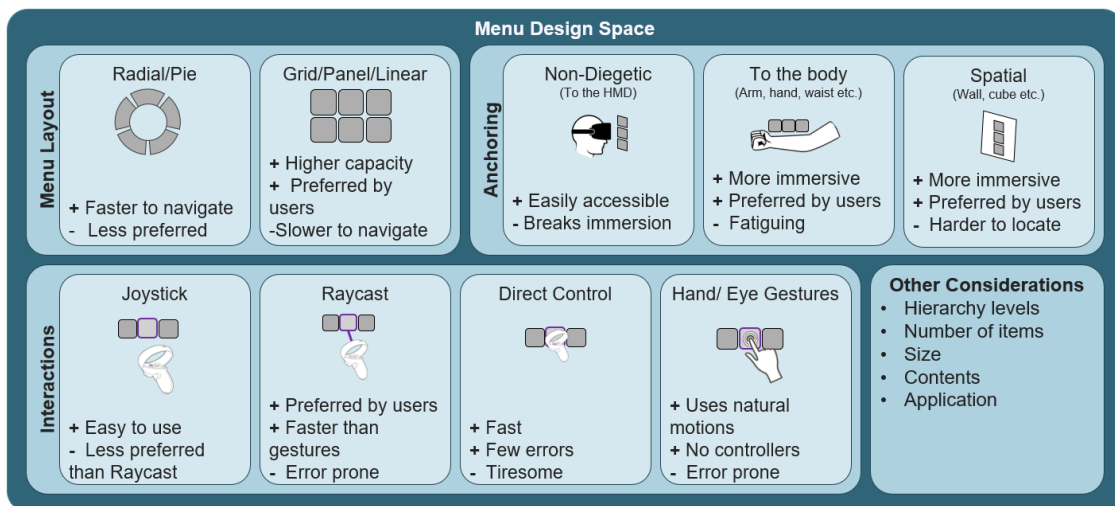 Menu Design Space
Menu Layout
Radial/Pie
+ Faster to navigate
- Less preferred
Grid/Panel/Linear
+ Higher capacity
+ Preferred by
users
-Slower to navigate
Anchoring
Non-Diegetic
(To the HMD)
+ Easily accessible
- Breaks immersion
To the body
(Arm, hand, waist etc.)
+ More immersive
+ Preferred by users
- Fatiguing
Spatial
(Wall, cube etc.)
+ More immersive
+ Preferred by users
- Harder to locate
Interactions
Joystick
+ Easy to use
- Less preferred
than Raycast
Raycast
+ Preferred by users
+ Faster than
gestures
- Error prone
Direct Control
+ Fast
+ Few errors
- Tiresome
Hand/ Eye Gestures
+ Uses natural
motions
+ No controllers
- Error prone
Other Considerations
• Hierarchy levels
• Number of items
• Size
• Contents
• Application